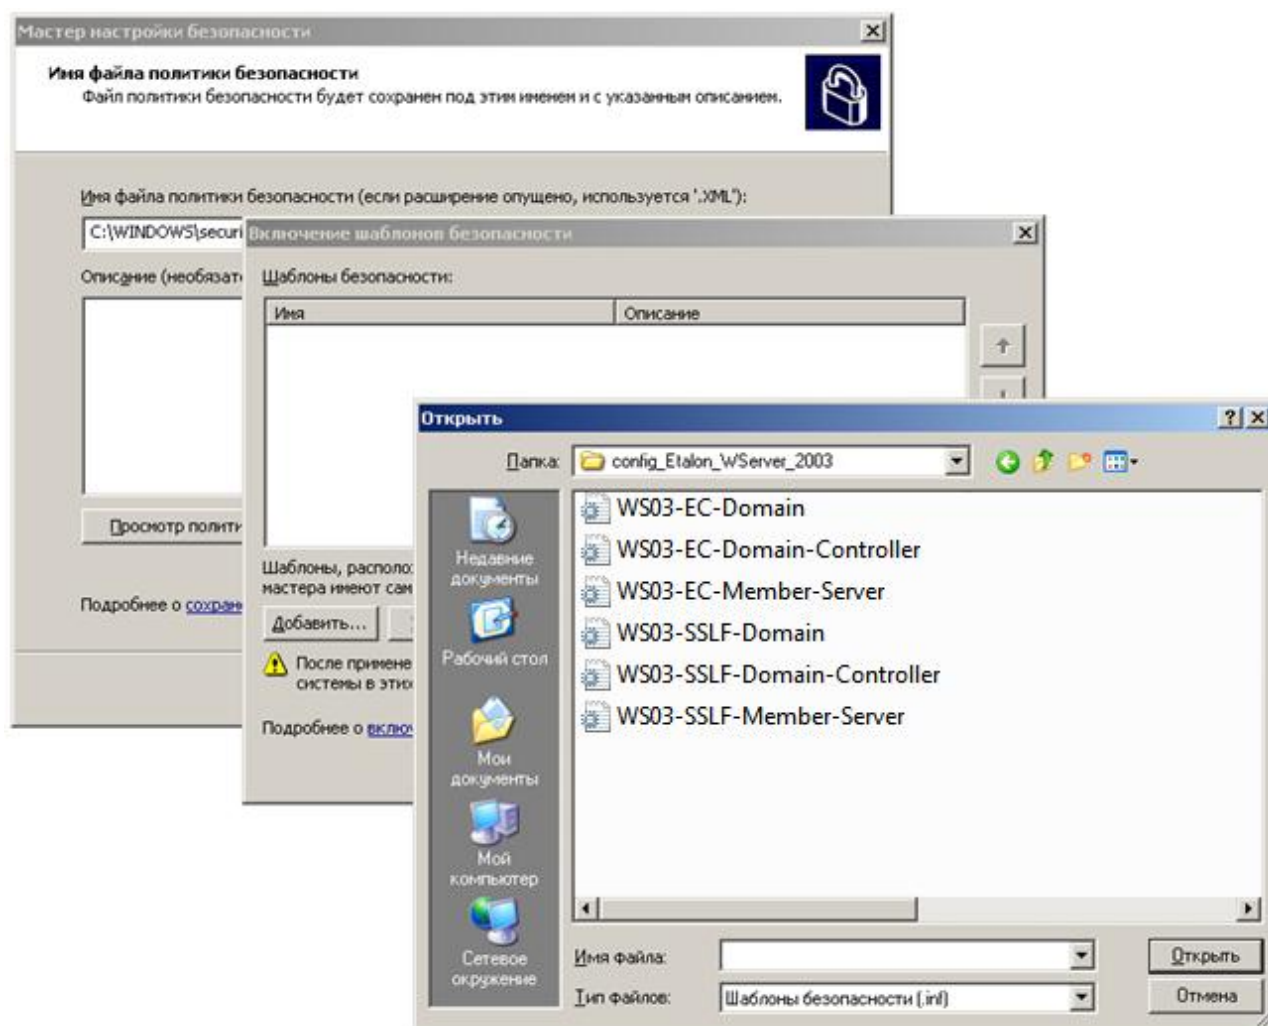 Мастер настройки безопасности
Имя файла политики безопасности
Файл политики безопасности будет сохранен под этим именем и с указанным описанием.
Имя файла политики безопасности (если расширение опущено, используется '.XML'):
C:\WINDOWS\securi
Описание (необязат
Просмотр полити
Подробнее о сохран
Включение шаблонов безопасности
Шаблоны безопасности:
Имя Описание
Шаблоны, располо
мастера имеют сам
Добавить...
После примене
системы в этих
Подробнее о включ
Открыть
Папка: config_Etalon_WServer_2003
Недавние
документы
Рабочий стол
Мои
документы
Мой
компьютер
Сетевое
окружение
WS03-EC-Domain
WS03-EC-Domain-Controller
WS03-EC-Member-Server
WS03-SSLF-Domain
WS03-SSLF-Domain-Controller
WS03-SSLF-Member-Server
Имя файла: Открыть
Тип файлов: Шаблоны безопасности (.inf) Отмена